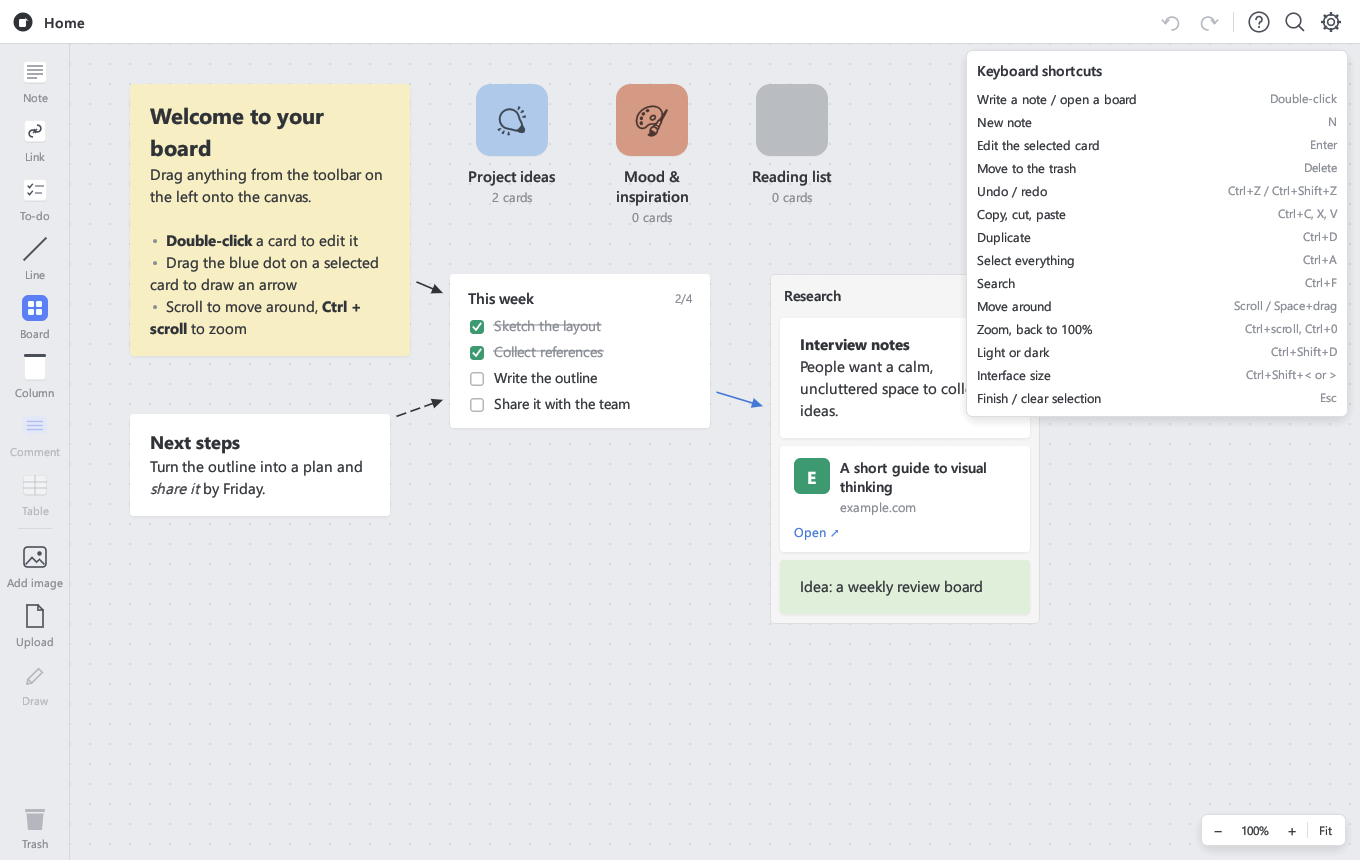 Home
Note
Link
To-do
Line
Board
Column
Comment
Table
Add image
Upload
Draw
Trash
Welcome to your
board
Drag anything from the toolbar on
the left onto the canvas.
• Double-click a card to edit it
• Drag the blue dot on a selected
card to draw an arrow
• Scroll to move around, Ctrl +
scroll to zoom
Next steps
Turn the outline into a plan and
share it by Friday.
Project ideas
2 cards
Mood &
inspiration
0 cards
Reading list
0 cards
This week 2/4
Sketch the layout
Collect references
Write the outline
Share it with the team
Research
Interview notes
People want a calm,
uncluttered space to
ideas.
E
A short guide to visual
thinking
example.com
Open ↗
Idea: a weekly review board
Keyboard shortcuts
Write a note / open a board Double-click
New note N
Edit the selected card Enter
Move to the trash Delete
Undo / redo Ctrl+Z / Ctrl+Shift+Z
Copy, cut, paste Ctrl+C, X, V
Duplicate Ctrl+D
Select everything Ctrl+A
Search Ctrl+F
Move around Scroll / Space+drag
Zoom, back to 100% Ctrl+scroll, Ctrl+0
Light or dark Ctrl+Shift+D
Interface size Ctrl+Shift+< or >
Finish / clear selection Esc
− 100% + Fit